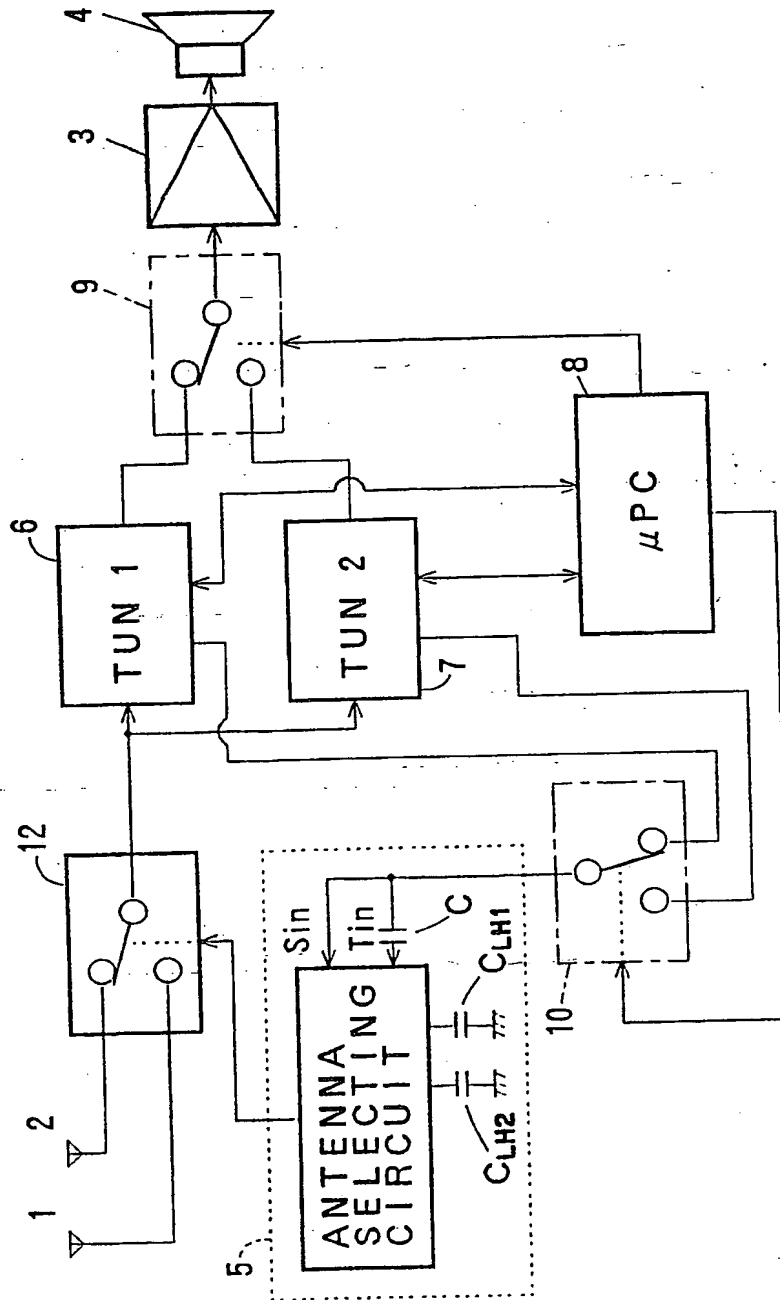 1
2
12
6
TUN 1
9
3
4
5
ANTENNA
SELECTING
CIRCUIT
Sin
Tin
C
CLH1
CLH2
7
TUN 2
10
8
μPC